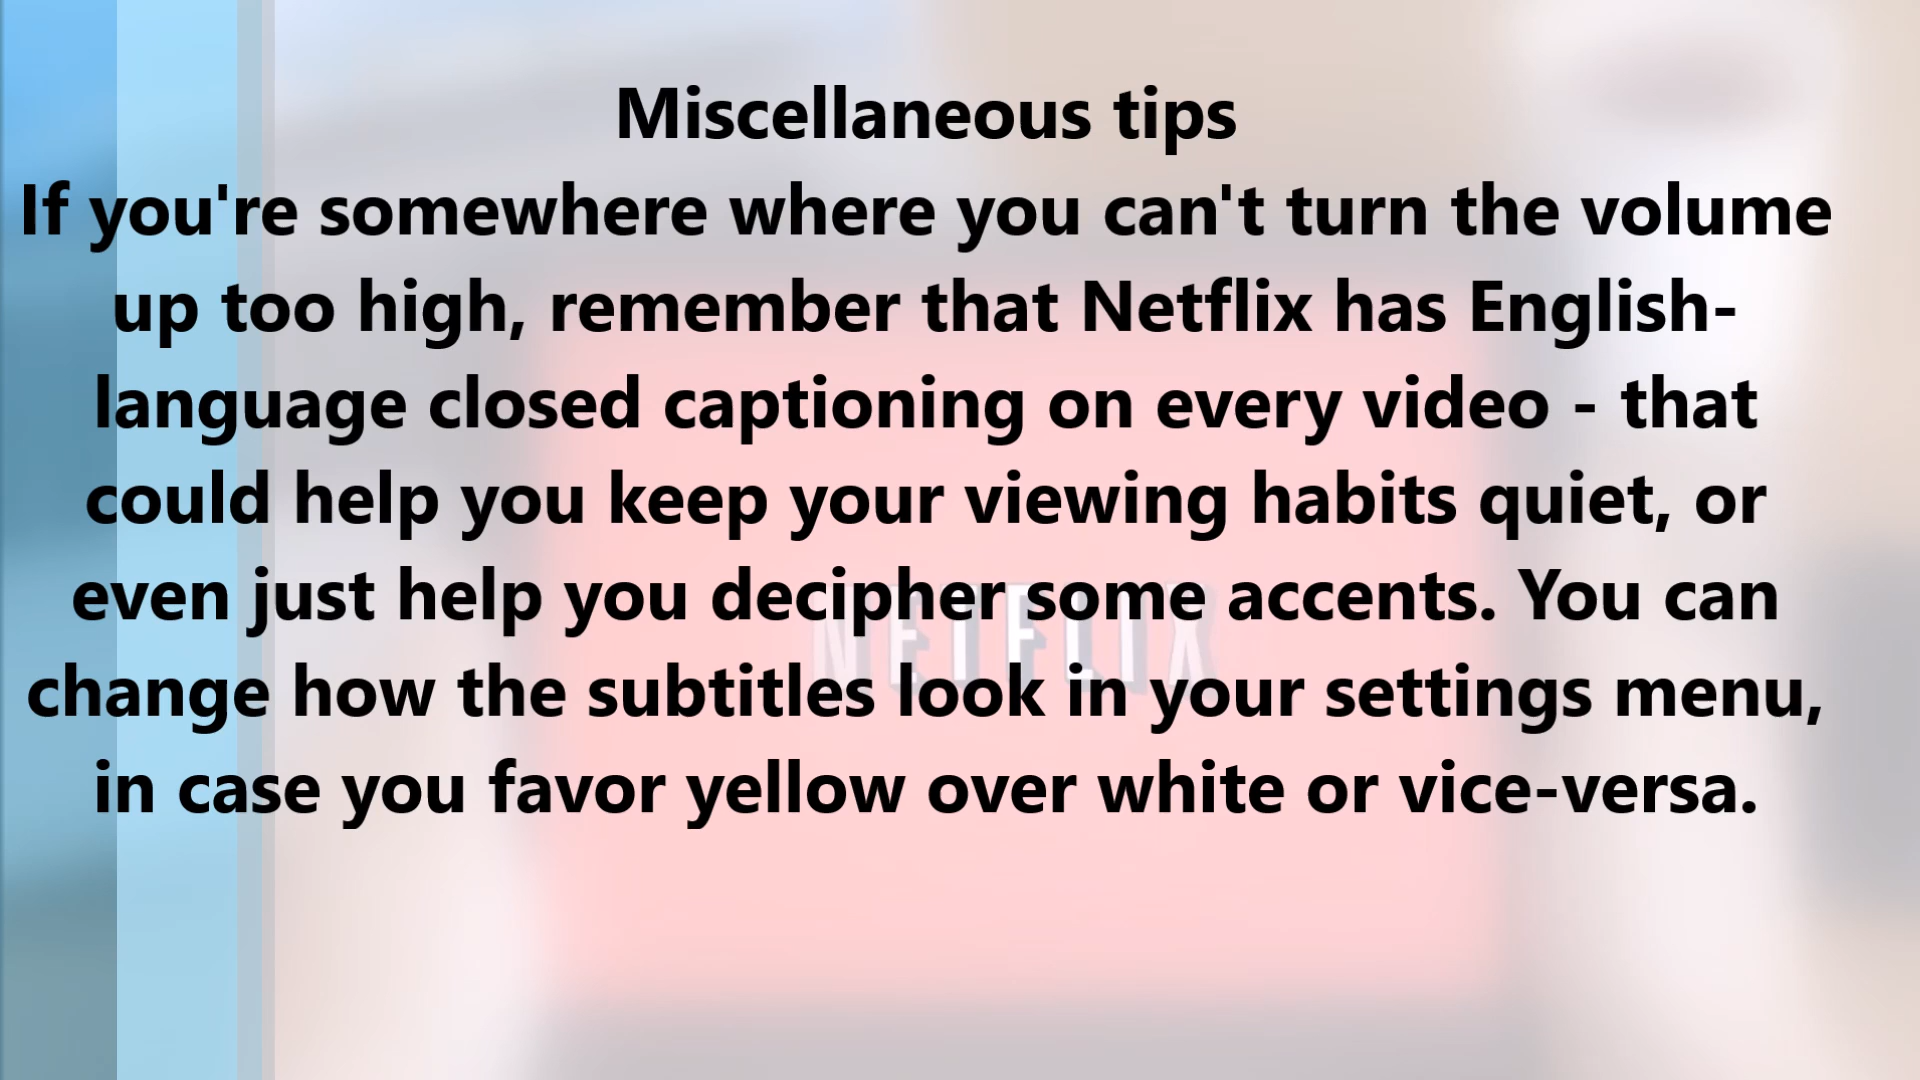 Miscellaneous tips
If you're somewhere where you can't turn the volume
up too high, remember that Netflix has English-
language closed captioning on every video - that
could help you keep your viewing habits quiet, or
even just help you decipher some accents. You can
NETFLIX
change how the subtitles look in your settings menu,
in case you favor yellow over white or vice-versa.